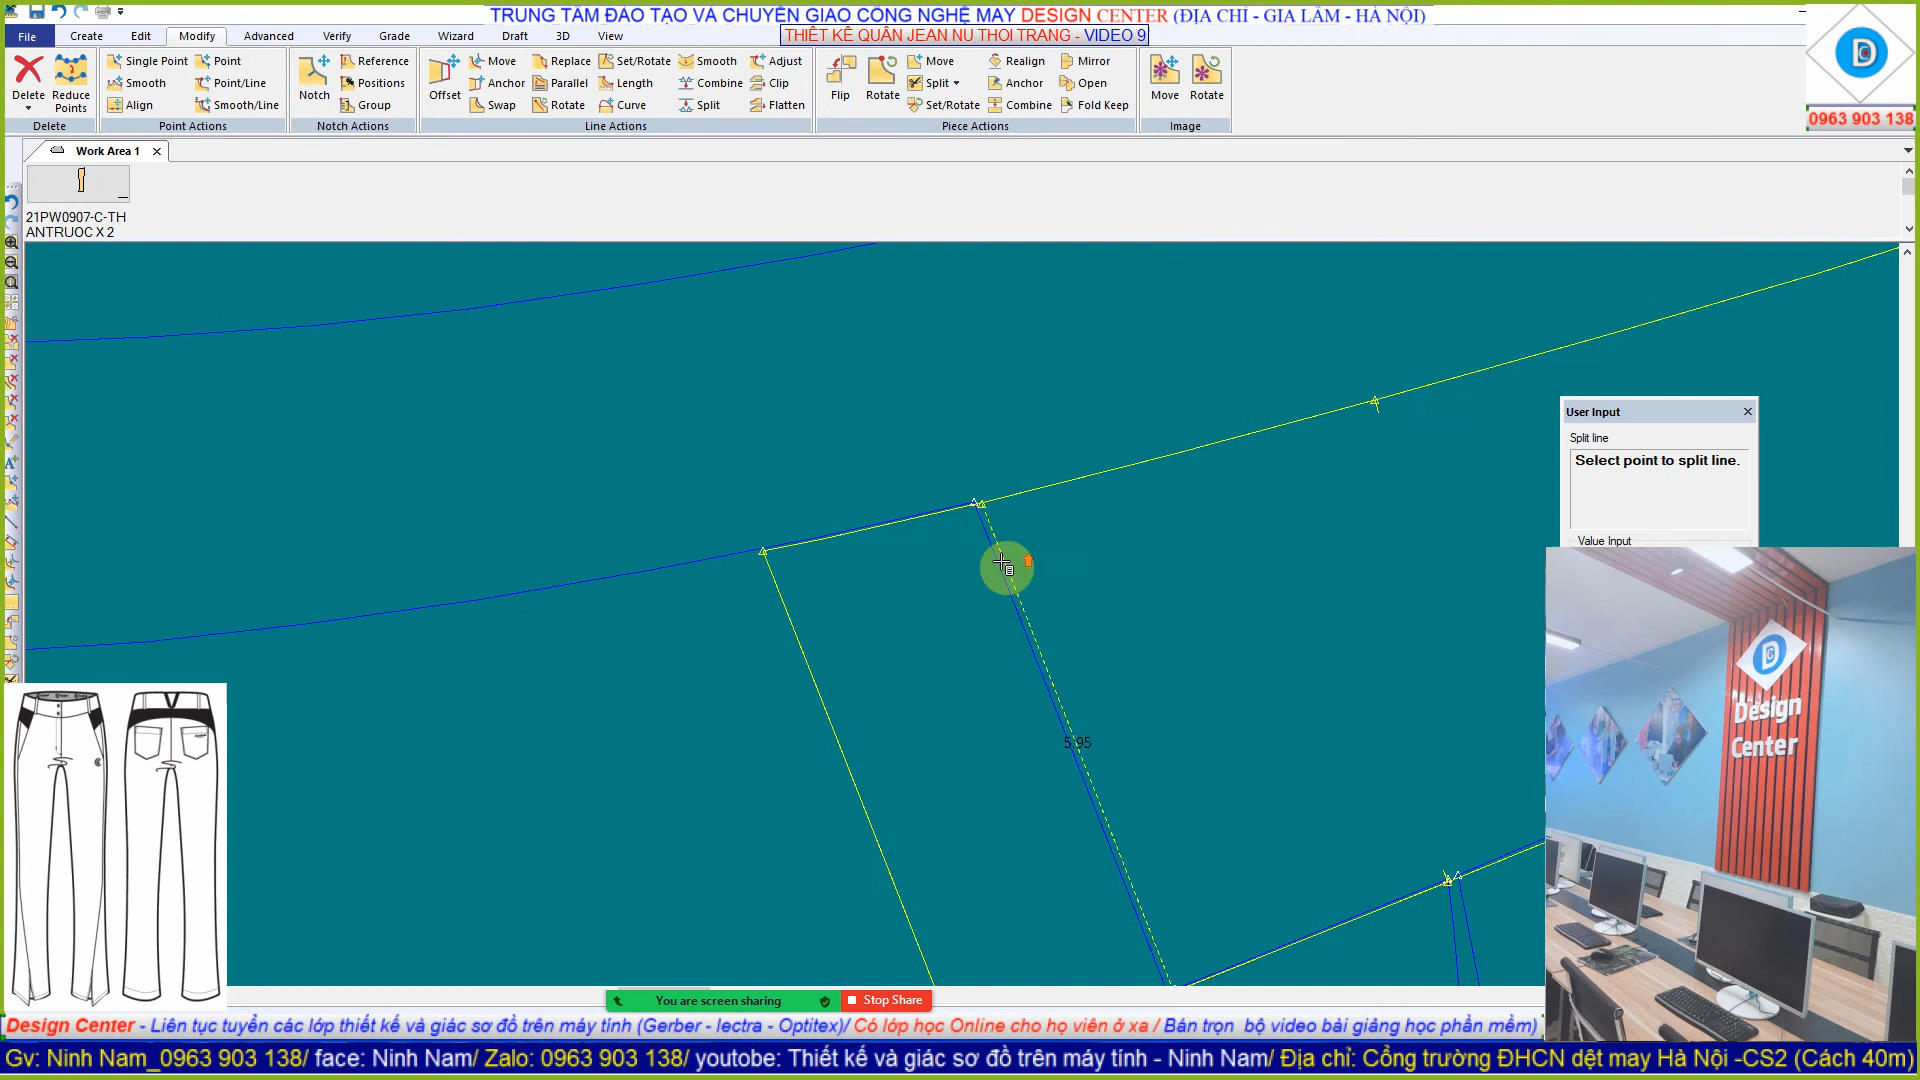 TRUNG TÂM ĐÀO TẠO VÀ CHUYỂN GIAO CÔNG NGHỆ MAY DESIGN CENTER (ĐỊA CHỈ - GIA LÂM - HÀ NỘI)
THIẾT KẾ QUẦN JEAN NỮ THỜI TRANG - VIDEO 9
File Create Edit Modify Advanced Verify Grade Wizard Draft 3D View
Delete Reduce Points
Single Point Point
Smooth Point/Line
Align Smooth/Line
Notch Reference
Positions
Group
Offset Move Replace Set/Rotate Smooth Adjust
Anchor Parallel Length Combine Clip
Swap Rotate Curve Split Flatten
Flip Rotate Move Realign Mirror
Split Anchor Open
Set/Rotate Combine Fold Keep
Move Rotate
Delete Point Actions Notch Actions Line Actions Piece Actions Image
DC
0963 903 138
Work Area 1
21PW0907-C-TH
ANTRUOC X 2
User Input
Split line
Select point to split line.
Value Input
5.95
Design
Center
You are screen sharing
Stop Share
Design Center - Liên tục tuyển các lớp thiết kế và giác sơ đồ trên máy tính (Gerber - lectra - Optitex)/ Có lớp học Online cho họ viên ở xa / Bán trọn bộ video bài giảng học phần mềm)
Gv: Ninh Nam_0963 903 138/ face: Ninh Nam/ Zalo: 0963 903 138/ youtobe: Thiết kế và giác sơ đồ trên máy tính - Ninh Nam/ Địa chỉ: Cổng trường ĐHCN dệt may Hà Nội -CS2 (Cách 40m)